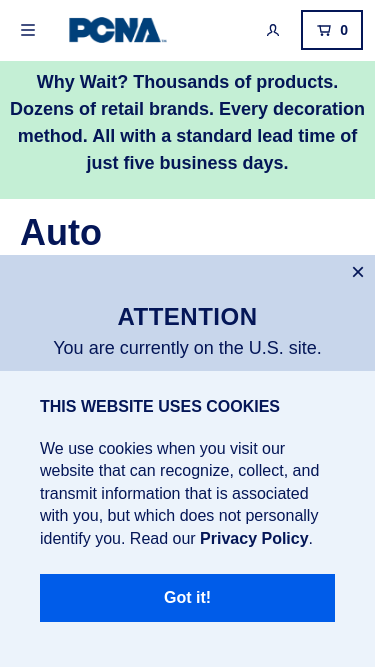 PCNA
0
Why Wait? Thousands of products.
Dozens of retail brands. Every decoration
method. All with a standard lead time of
just five business days.
Auto
ATTENTION
You are currently on the U.S. site.
THIS WEBSITE USES COOKIES
We use cookies when you visit our
website that can recognize, collect, and
transmit information that is associated
with you, but which does not personally
identify you. Read our Privacy Policy.
Got it!